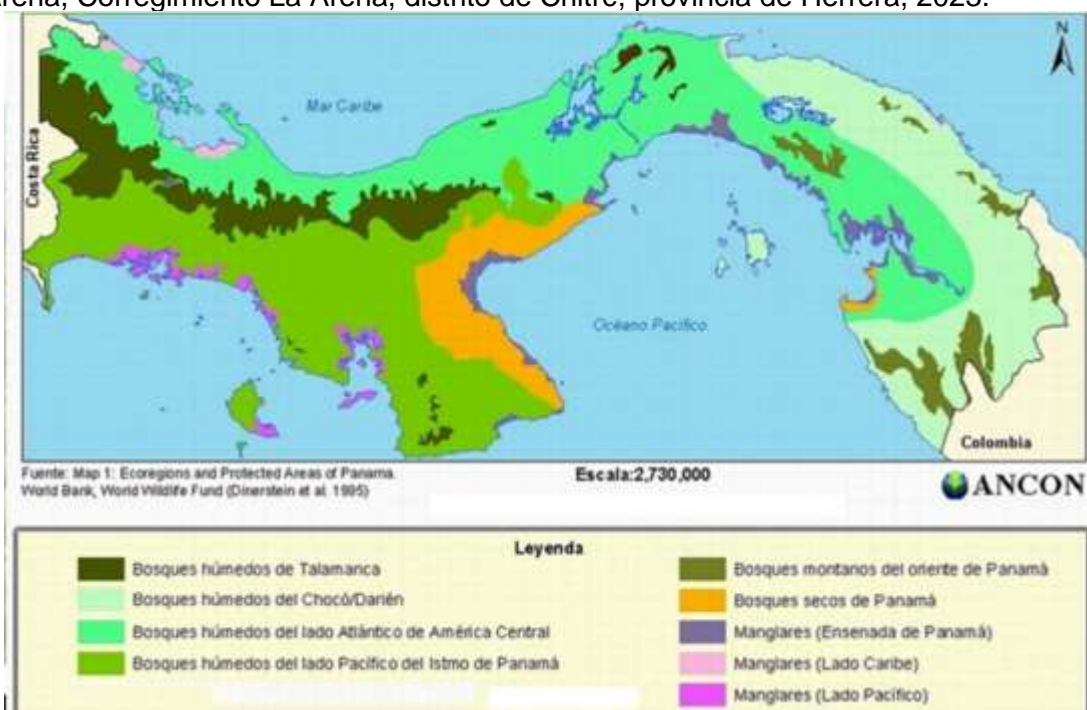 Arena, Corregimiento La Arena, distrito de Chitré, provincia de Herrera, 2023.
N
Mar Caribe
Costa Rica
Océano Pacífico
Colombia
Fuente: Map 1: Ecoregions and Protected Areas of Panama.
World Bank, World Wildlife Fund (Dinerstein et al. 1995)
Escala:2,730,000
ANCON
Leyenda
Bosques húmedos de Talamanca
Bosques húmedos del Chocó/Darién
Bosques húmedos del lado Atlántico de América Central
Bosques húmedos del lado Pacífico del Istmo de Panamá
Bosques montanos del oriente de Panamá
Bosques secos de Panamá
Manglares (Ensenada de Panamá)
Manglares (Lado Caribe)
Manglares (Lado Pacífico)